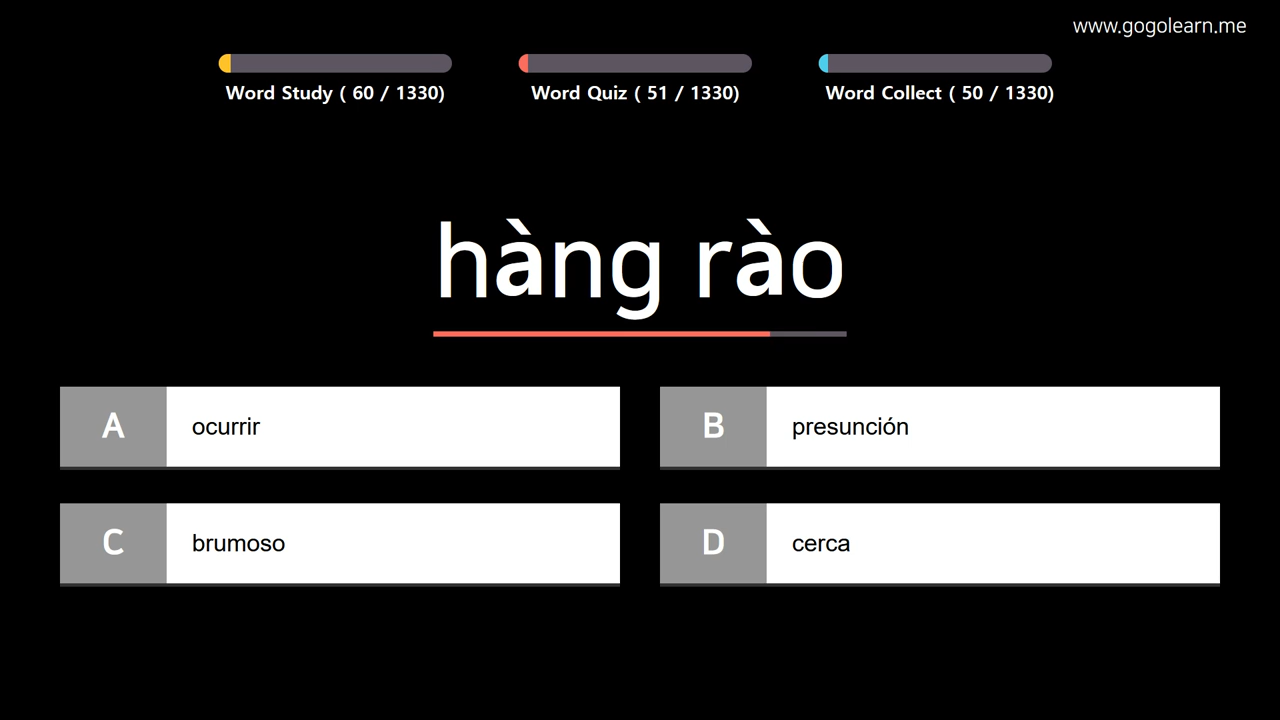 www.gogolearn.me
Word Study ( 60 / 1330)
Word Quiz ( 51 / 1330)
Word Collect ( 50 / 1330)
hàng rào
A ocurrir
B presunción
C brumoso
D cerca